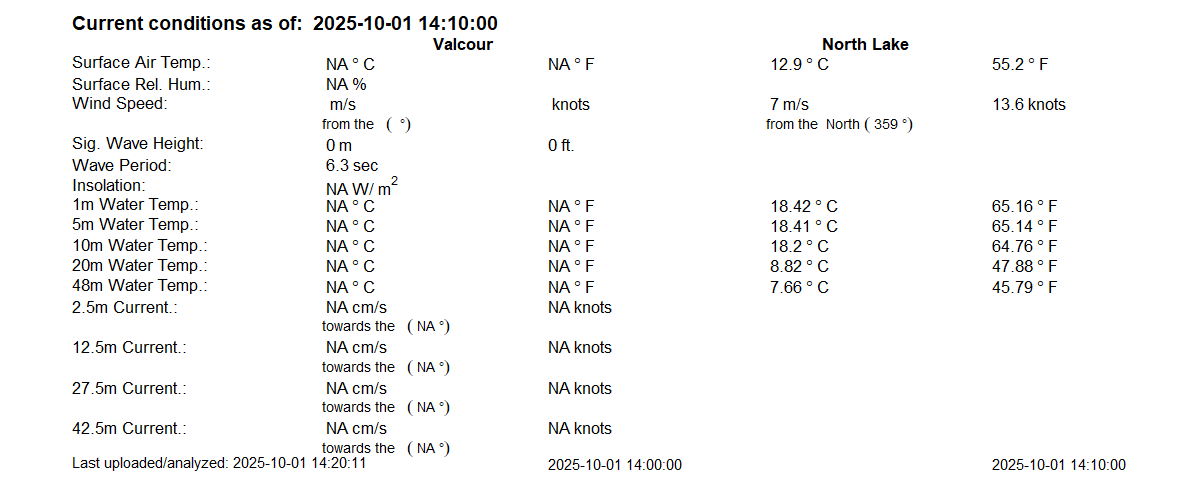 Current conditions as of: 2025-10-01 14:10:00
Valcour North Lake
Surface Air Temp.: NA ° C NA ° F 12.9 ° C 55.2 ° F
Surface Rel. Hum.: NA %
Wind Speed: m/s knots 7 m/s 13.6 knots
from the ( °) from the North ( 359 °)
Sig. Wave Height: 0 m 0 ft.
Wave Period: 6.3 sec
Insolation: NA W/ m²
1m Water Temp.: NA ° C NA ° F 18.42 ° C 65.16 ° F
5m Water Temp.: NA ° C NA ° F 18.41 ° C 65.14 ° F
10m Water Temp.: NA ° C NA ° F 18.2 ° C 64.76 ° F
20m Water Temp.: NA ° C NA ° F 8.82 ° C 47.88 ° F
48m Water Temp.: NA ° C NA ° F 7.66 ° C 45.79 ° F
2.5m Current.: NA cm/s NA knots
towards the ( NA °)
12.5m Current.: NA cm/s NA knots
towards the ( NA °)
27.5m Current.: NA cm/s NA knots
towards the ( NA °)
42.5m Current.: NA cm/s NA knots
towards the ( NA °)
Last uploaded/analyzed: 2025-10-01 14:20:11 2025-10-01 14:00:00 2025-10-01 14:10:00